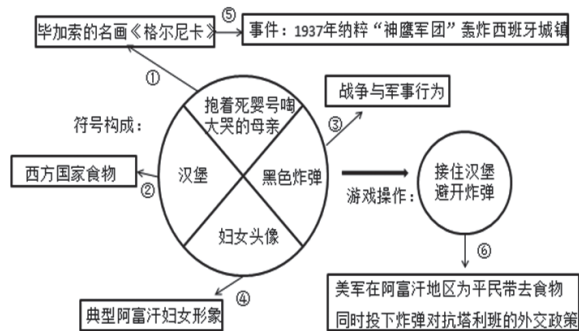 ⑤
毕加索的名画《格尔尼卡》
事件：1937年纳粹“神鹰军团”轰炸西班牙城镇
①
抱着死婴号啕
大哭的母亲
战争与军事行为
符号构成：
③
西方国家食物
②
汉堡
黑色炸弹
游戏操作：
接住汉堡
避开炸弹
妇女头像
⑥
④
典型阿富汗妇女形象
美军在阿富汗地区为平民带去食物
同时投下炸弹对抗塔利班的外交政策